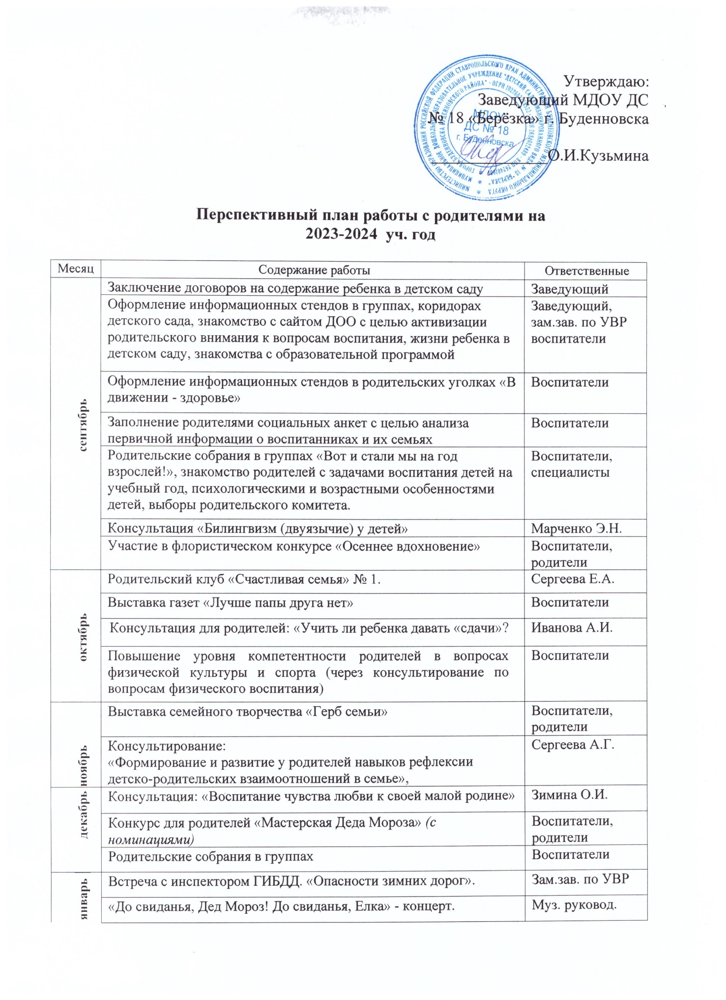 Утверждаю:
Заведующий МДОУ ДС
№ 18 «Берёзка» г. Буденновска
МДОУ
ДС № 18
г. Буденновска
О.И.Кузьмина
Перспективный план работы с родителями на
2023-2024 уч. год
Месяц Содержание работы Ответственные
сентябрь
Заключение договоров на содержание ребенка в детском саду Заведующий
Оформление информационных стендов в группах, коридорах Заведующий,
детского сада, знакомство с сайтом ДОО с целью активизации зам.зав. по УВР
родительского внимания к вопросам воспитания, жизни ребенка в воспитатели
детском саду, знакомства с образовательной программой
Оформление информационных стендов в родительских уголках «В Воспитатели
движении - здоровье»
Заполнение родителями социальных анкет с целью анализа Воспитатели
первичной информации о воспитанниках и их семьях
Родительские собрания в группах «Вот и стали мы на год Воспитатели,
взрослей!», знакомство родителей с задачами воспитания детей на специалисты
учебный год, психологическими и возрастными особенностями
детей, выборы родительского комитета.
Консультация «Билингвизм (двуязычие) у детей» Марченко Э.Н.
Участие в флористическом конкурсе «Осеннее вдохновение» Воспитатели,
родители
октябрь
Родительский клуб «Счастливая семья» № 1. Сергеева Е.А.
Выставка газет «Лучше папы друга нет» Воспитатели
Консультация для родителей: «Учить ли ребенка давать «сдачи»? Иванова А.И.
Повышение уровня компетентности родителей в вопросах Воспитатели
физической культуры и спорта (через консультирование по
вопросам физического воспитания)
ноябрь
Выставка семейного творчества «Герб семьи» Воспитатели,
родители
Консультирование: Сергеева А.Г.
«Формирование и развитие у родителей навыков рефлексии
детско-родительских взаимоотношений в семье»,
декабрь
Консультация: «Воспитание чувства любви к своей малой родине» Зимина О.И.
Конкурс для родителей «Мастерская Деда Мороза» (с Воспитатели,
номинациями) родители
Родительские собрания в группах Воспитатели
январь
Встреча с инспектором ГИБДД. «Опасности зимних дорог». Зам.зав. по УВР
«До свиданья, Дед Мороз! До свиданья, Елка» - концерт. Муз. руковод.